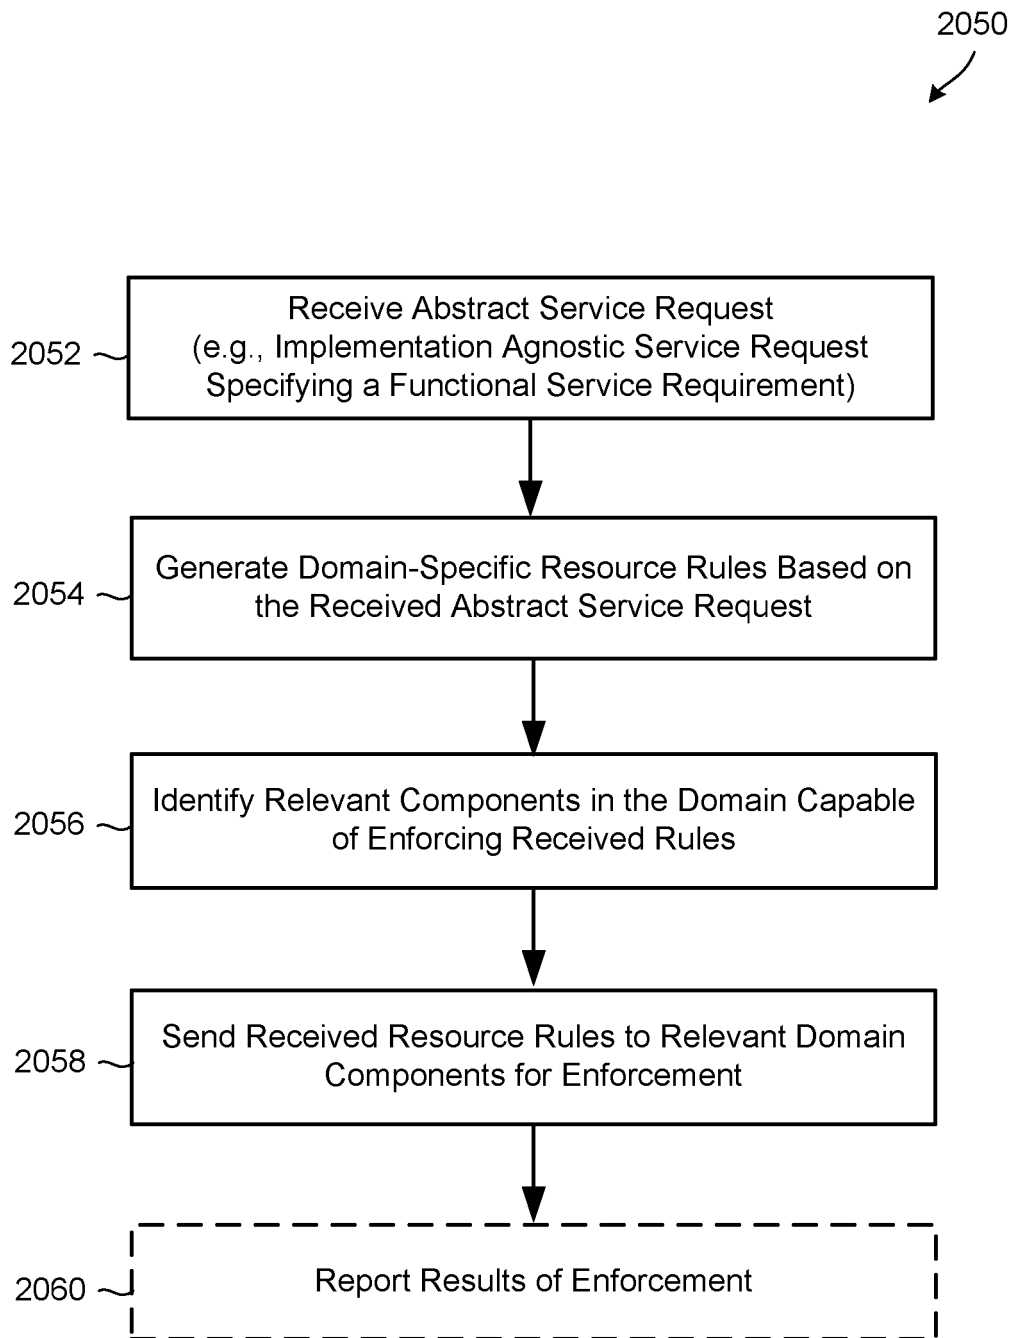 2050
2052
Receive Abstract Service Request
(e.g., Implementation Agnostic Service Request
Specifying a Functional Service Requirement)
2054
Generate Domain-Specific Resource Rules Based on
the Received Abstract Service Request
2056
Identify Relevant Components in the Domain Capable
of Enforcing Received Rules
2058
Send Received Resource Rules to Relevant Domain
Components for Enforcement
2060
Report Results of Enforcement